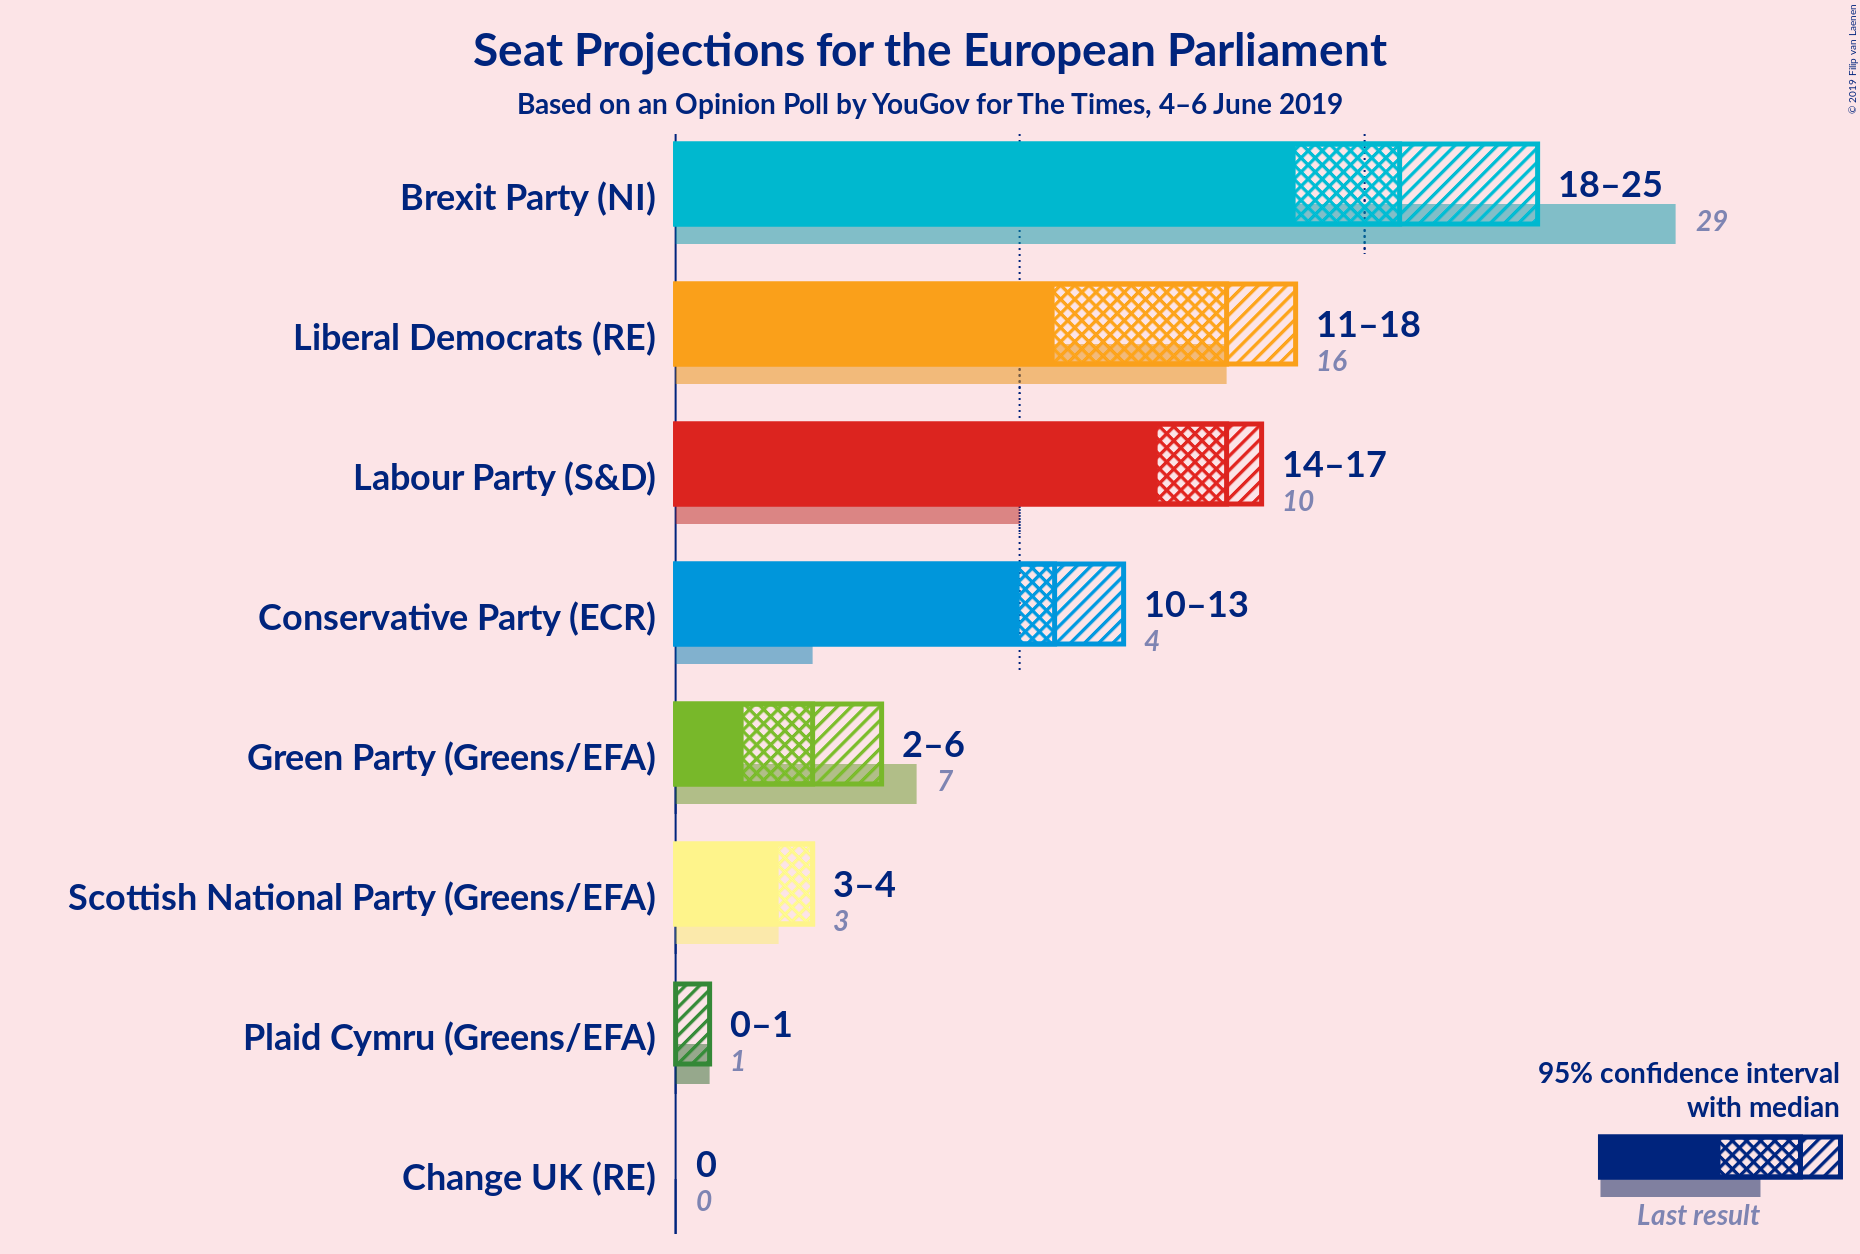 Seat Projections for the European Parliament
Based on an Opinion Poll by YouGov for The Times, 4–6 June 2019
© 2019 Filip van Laenen
Brexit Party (NI)
18–25
29
Liberal Democrats (RE)
11–18
16
Labour Party (S&D)
14–17
10
Conservative Party (ECR)
10–13
4
Green Party (Greens/EFA)
2–6
7
Scottish National Party (Greens/EFA)
3–4
3
Plaid Cymru (Greens/EFA)
0–1
1
Change UK (RE)
0
0
95% confidence interval
with median
Last result